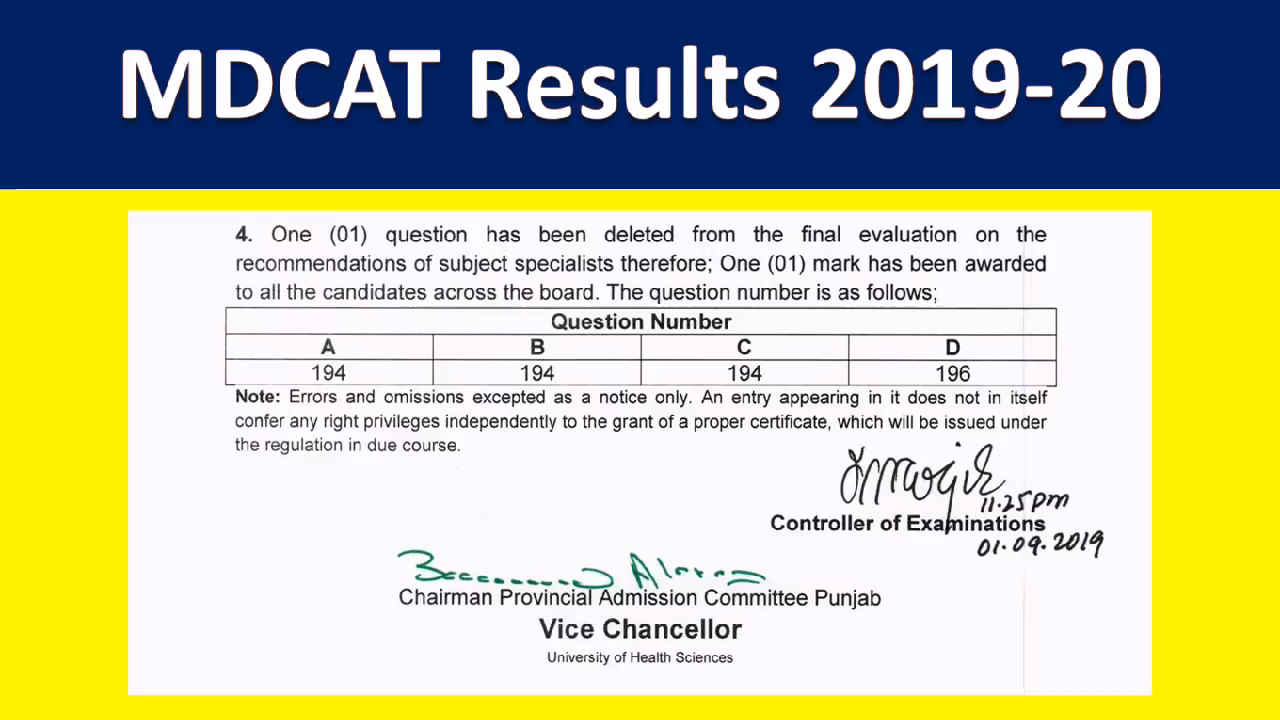 MDCAT Results 2019-20
4. One (01) question has been deleted from the final evaluation on the
recommendations of subject specialists therefore; One (01) mark has been awarded
to all the candidates across the board. The question number is as follows;
Question Number
A B C D
194 194 194 196
Note: Errors and omissions excepted as a notice only. An entry appearing in it does not in itself
confer any right privileges independently to the grant of a proper certificate, which will be issued under
the regulation in due course.
11.25pm
Controller of Examinations
01.09.2019
Chairman Provincial Admission Committee Punjab
Vice Chancellor
University of Health Sciences